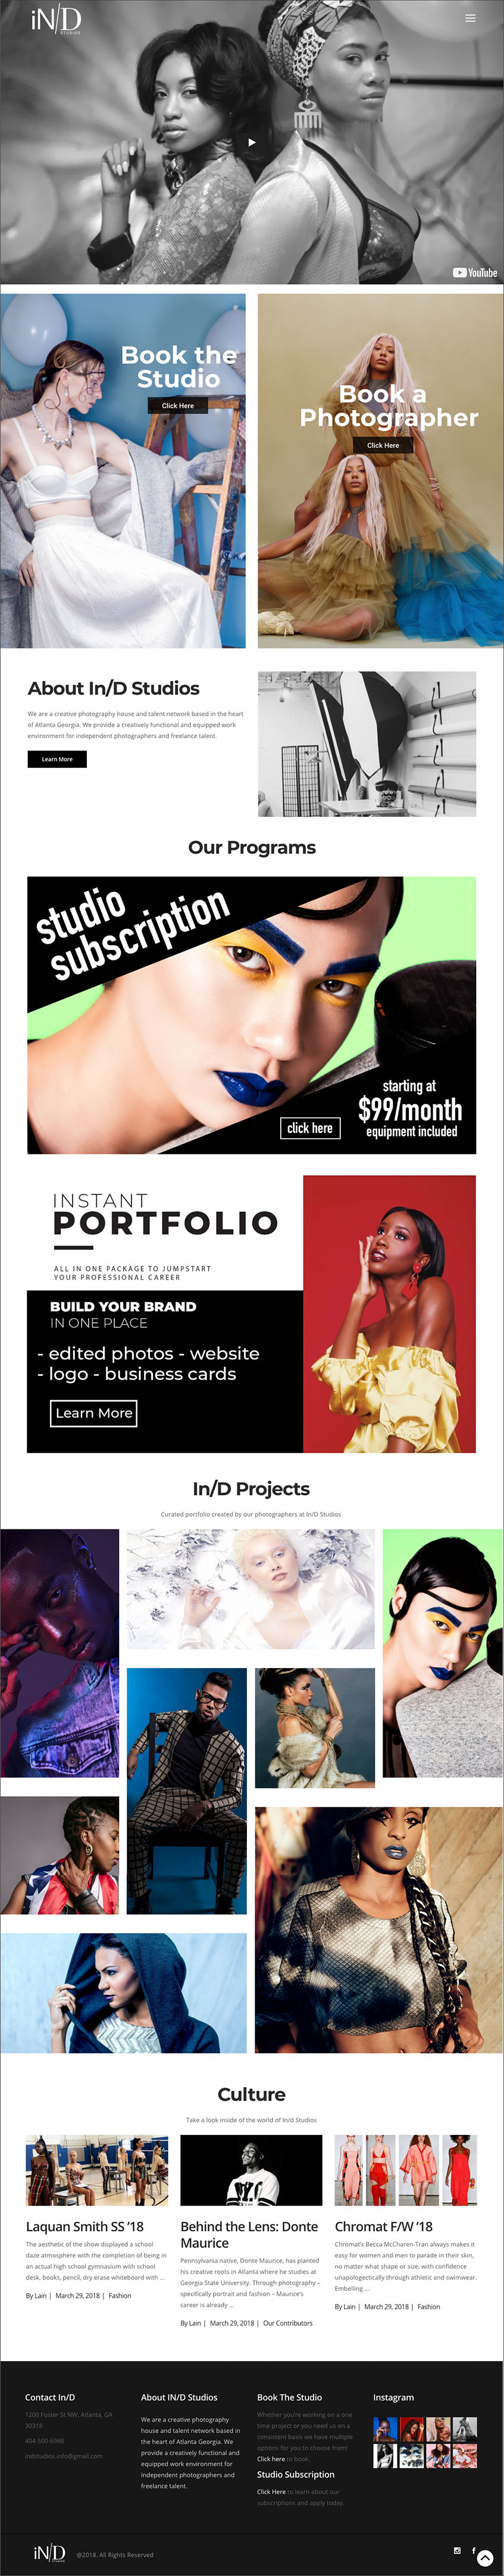 iN/D
STUDIOS
YouTube
Book the
Studio
Click Here
Book a
Photographer
Click Here
About In/D Studios
We are a creative photography house and talent network based in the heart
of Atlanta Georgia. We provide a creatively functional and equipped work
environment for independent photographers and freelance talent.
Learn More
Our Programs
studio
subscription
starting at
$99/month
equipment included
click here
INSTANT
PORTFOLIO
ALL IN ONE PACKAGE TO JUMPSTART
YOUR PROFESSIONAL CAREER
BUILD YOUR BRAND
IN ONE PLACE
- edited photos - website
- logo - business cards
Learn More
In/D Projects
Curated portfolio created by our photographers at In/D Studios
Culture
Take a look inside of the world of In/d Studios
Laquan Smith SS '18
The aesthetic of the show displayed a school
daze atmosphere with the completion of being in
an actual high school gymnasium with school
desk, books, pencil, dry erase whiteboard with ...
By Lain | March 29, 2018 | Fashion
Behind the Lens: Donte
Maurice
Pennsylvania native, Donte Maurice, has planted
his creative roots in Atlanta where he studies at
Georgia State University. Through photography –
specifically portrait and fashion – Maurice's
career is already ...
By Lain | March 29, 2018 | Our Contributors
Chromat F/W '18
Chromat's Becca McCharen-Tran always makes it
easy for women and men to parade in their skin,
no matter what shape or size, with confidence
unapologetically through athletic and swimwear.
Embelling ...
By Lain | March 29, 2018 | Fashion
Contact In/D
1200 Foster St NW, Atlanta, GA
30318
404-500-6988
indstudios.info@gmail.com
About IN/D Studios
We are a creative photography
house and talent network based in
the heart of Atlanta Georgia. We
provide a creatively functional and
equipped work environment for
independent photographers and
freelance talent.
Book The Studio
Whether you're working on a one
time project or you need us on a
consistent basis we have multiple
options for you to choose from!
Click here to book.
Studio Subscription
Click Here to learn about our
subscriptions and apply today.
Instagram
iN/D
@2018. All Rights Reserved